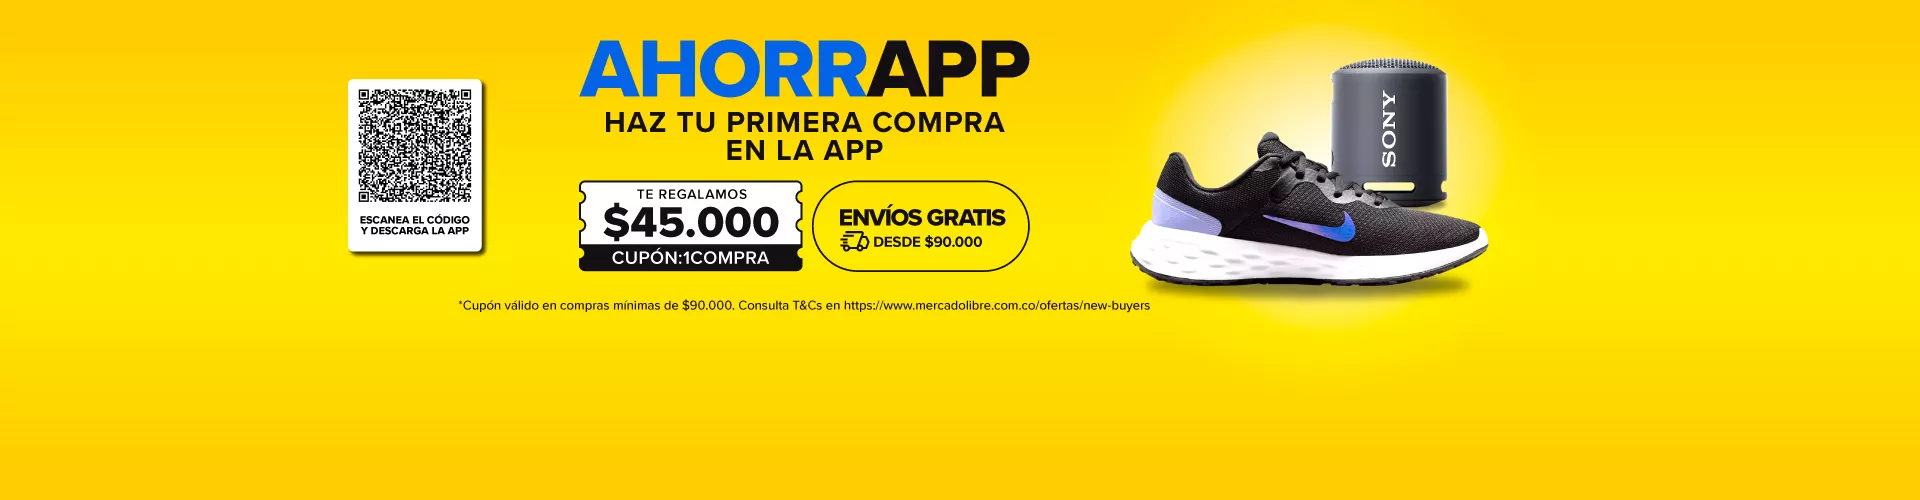 AHORRAPP
HAZ TU PRIMERA COMPRA
EN LA APP
ESCANEA EL CÓDIGO
Y DESCARGA LA APP
TE REGALAMOS
$45.000
CUPÓN:1COMPRA
ENVÍOS GRATIS
DESDE $90.000
SONY
*Cupón válido en compras mínimas de $90.000. Consulta T&Cs en https://www.mercadolibre.com.co/ofertas/new-buyers